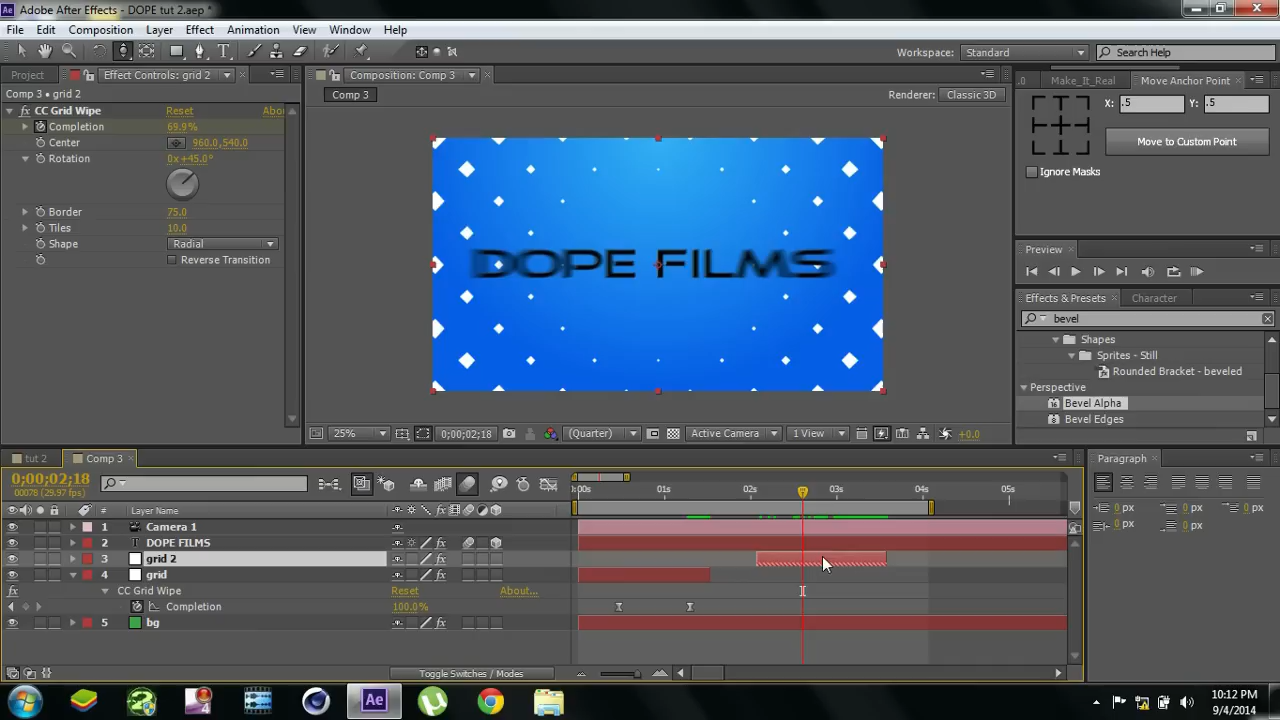 Adobe After Effects - DOPE tut 2.aep *
File Edit Composition Layer Effect Animation View Window Help
Workspace: Standard Search Help
Project Effect Controls: grid 2
Composition: Comp 3
Make_It_Real Move Anchor Point
Comp 3 • grid 2
Comp 3
Renderer: Classic 3D
X: .5 Y: .5
CC Grid Wipe Reset
Completion 69.9%
Center 960.0,540.0
Rotation 0x+45.0°
Move to Custom Point
Ignore Masks
Border 75.0
Tiles 10.0
Shape Radial
Reverse Transition
DOPE FILMS
Preview
Effects & Presets Character
bevel
Shapes
Sprites - Still
Rounded Bracket - beveled
Perspective
Bevel Alpha
Bevel Edges
25% 0;00;02;18 (Quarter) Active Camera 1 View +0.0
tut 2 Comp 3
Paragraph
0;00;02;18
00078 (29.97 fps)
:00s 01s 02s 03s 04s 05s
# Layer Name
0 px 0 px 0 px
0 px 0 px
1 Camera 1
2 T DOPE FILMS
3 grid 2
4 grid
CC Grid Wipe Reset About...
Completion 100.0%
5 bg
Toggle Switches / Modes
Ae
10:12 PM
9/4/2014